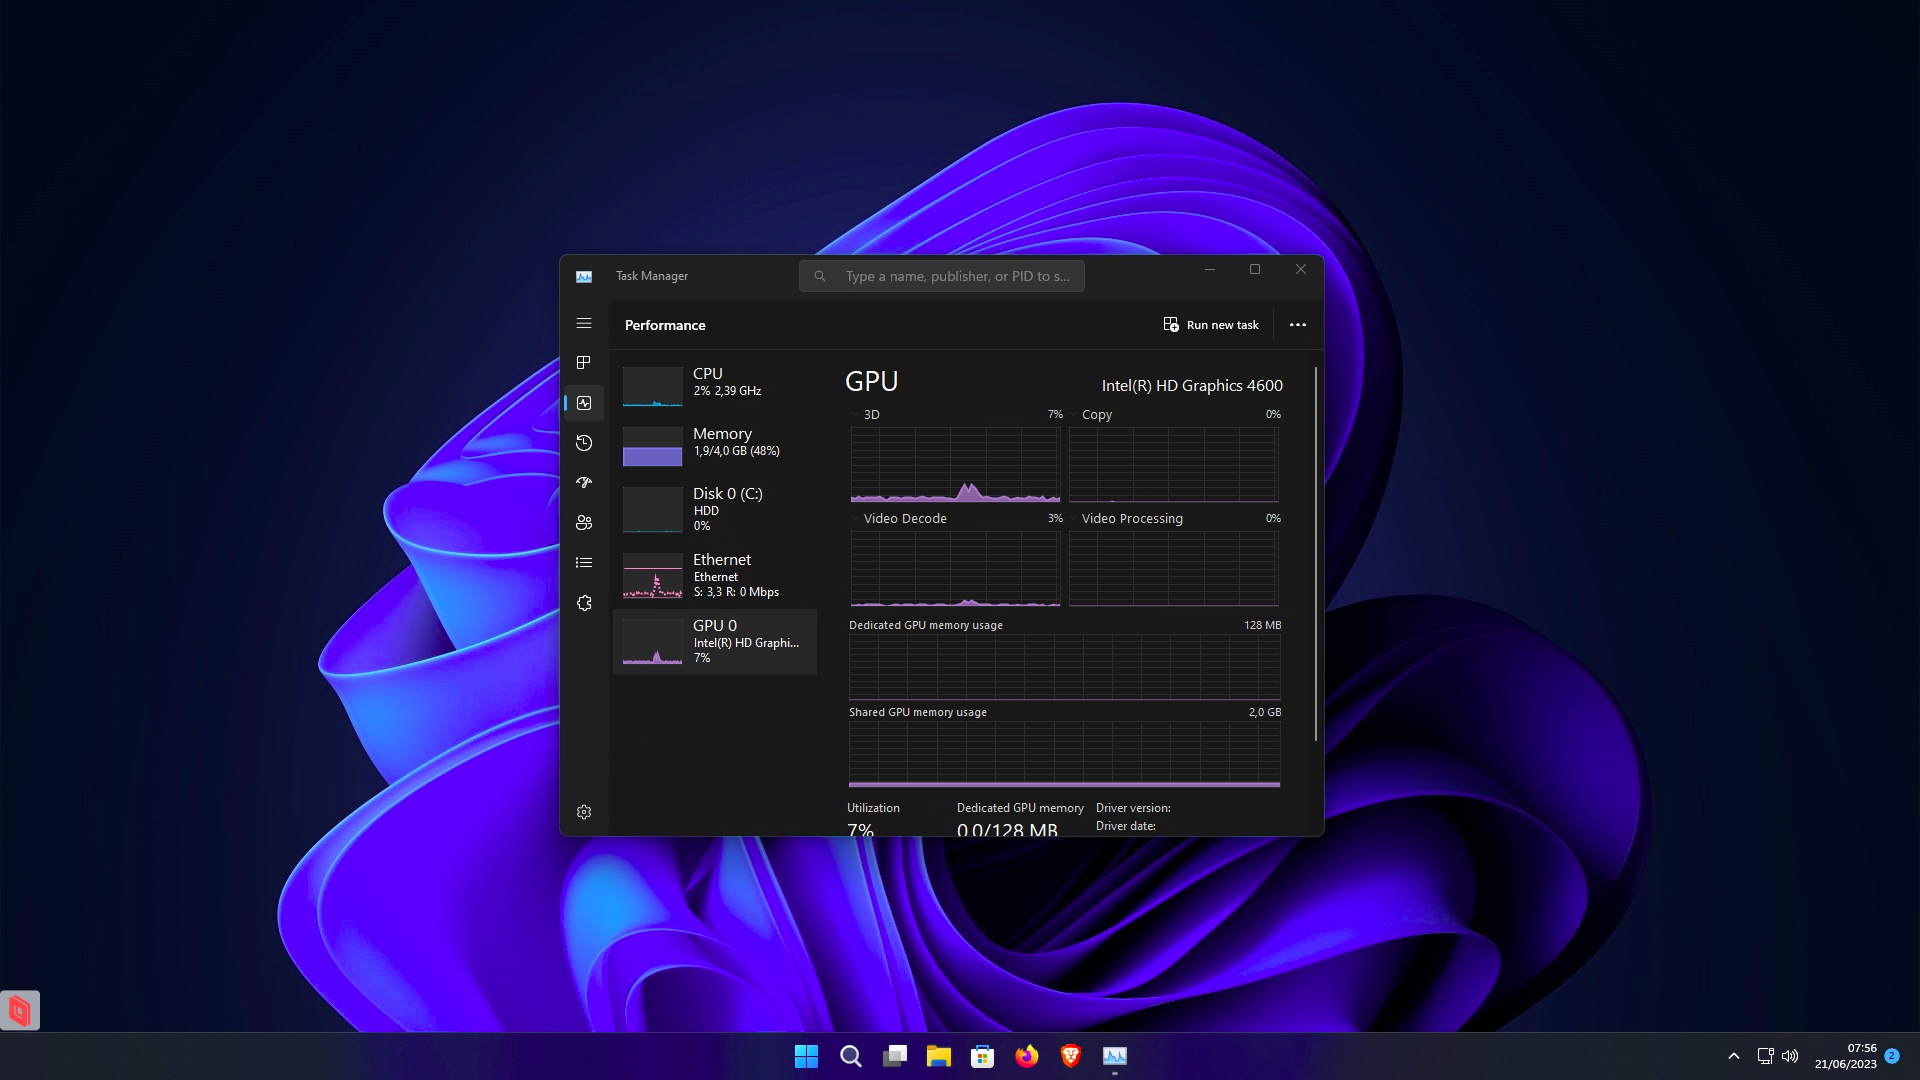 Task Manager
Type a name, publisher, or PID to s...
Performance
Run new task
CPU
2% 2,39 GHz
Memory
1,9/4,0 GB (48%)
Disk 0 (C:)
HDD
0%
Ethernet
Ethernet
S: 3,3 R: 0 Mbps
GPU 0
Intel(R) HD Graphi...
7%
GPU
Intel(R) HD Graphics 4600
3D 7%
Copy 0%
Video Decode 3%
Video Processing 0%
Dedicated GPU memory usage 128 MB
Shared GPU memory usage 2,0 GB
Utilization
7%
Dedicated GPU memory
0,0/128 MB
Driver version:
Driver date:
07:56
21/06/2023
2